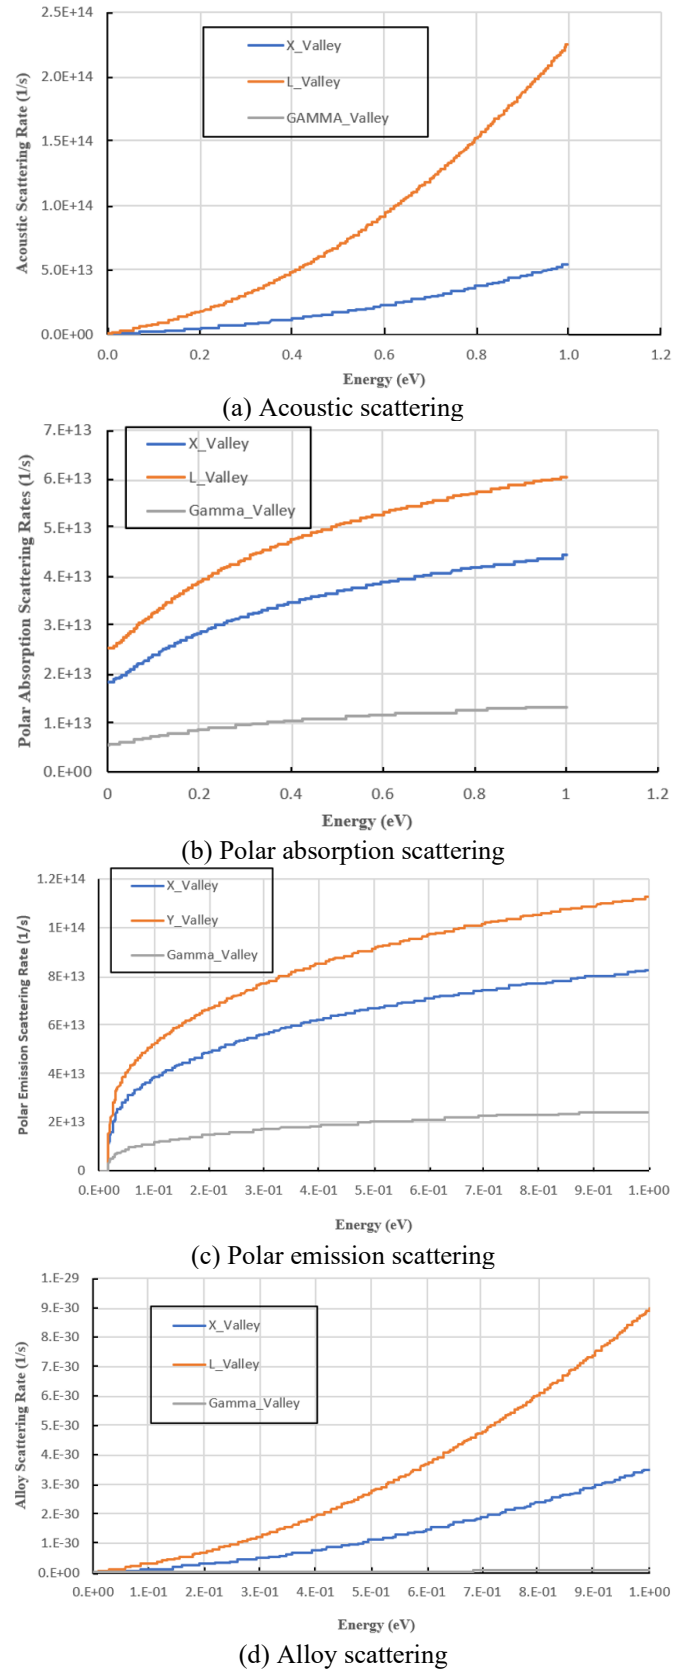 2.5E+14
2.0E+14
1.5E+14
1.0E+14
5.0E+13
0.0E+00
Acoustic Scattering Rate (1/s)
X_Valley
L_Valley
GAMMA_Valley
0.0 0.2 0.4 0.6 0.8 1.0 1.2
Energy (eV)
(a) Acoustic scattering
7.E+13
6.E+13
5.E+13
4.E+13
3.E+13
2.E+13
1.E+13
0.E+00
Polar Absorption Scattering Rates (1/s)
X_Valley
L_Valley
Gamma_Valley
0 0.2 0.4 0.6 0.8 1 1.2
Energy (eV)
(b) Polar absorption scattering
1.2E+14
1E+14
8E+13
6E+13
4E+13
2E+13
0
Polar Emission Scattering Rate (1/s)
X_Valley
Y_Valley
Gamma_Valley
0.E+00 1.E-01 2.E-01 3.E-01 4.E-01 5.E-01 6.E-01 7.E-01 8.E-01 9.E-01 1.E+00
Energy (eV)
(c) Polar emission scattering
1.E-29
9.E-30
8.E-30
7.E-30
6.E-30
5.E-30
4.E-30
3.E-30
2.E-30
1.E-30
0.E+00
Alloy Scattering Rate (1/s)
X_Valley
L_Valley
Gamma_Valley
0.E+00 1.E-01 2.E-01 3.E-01 4.E-01 5.E-01 6.E-01 7.E-01 8.E-01 9.E-01 1.E+00
Energy (eV)
(d) Alloy scattering